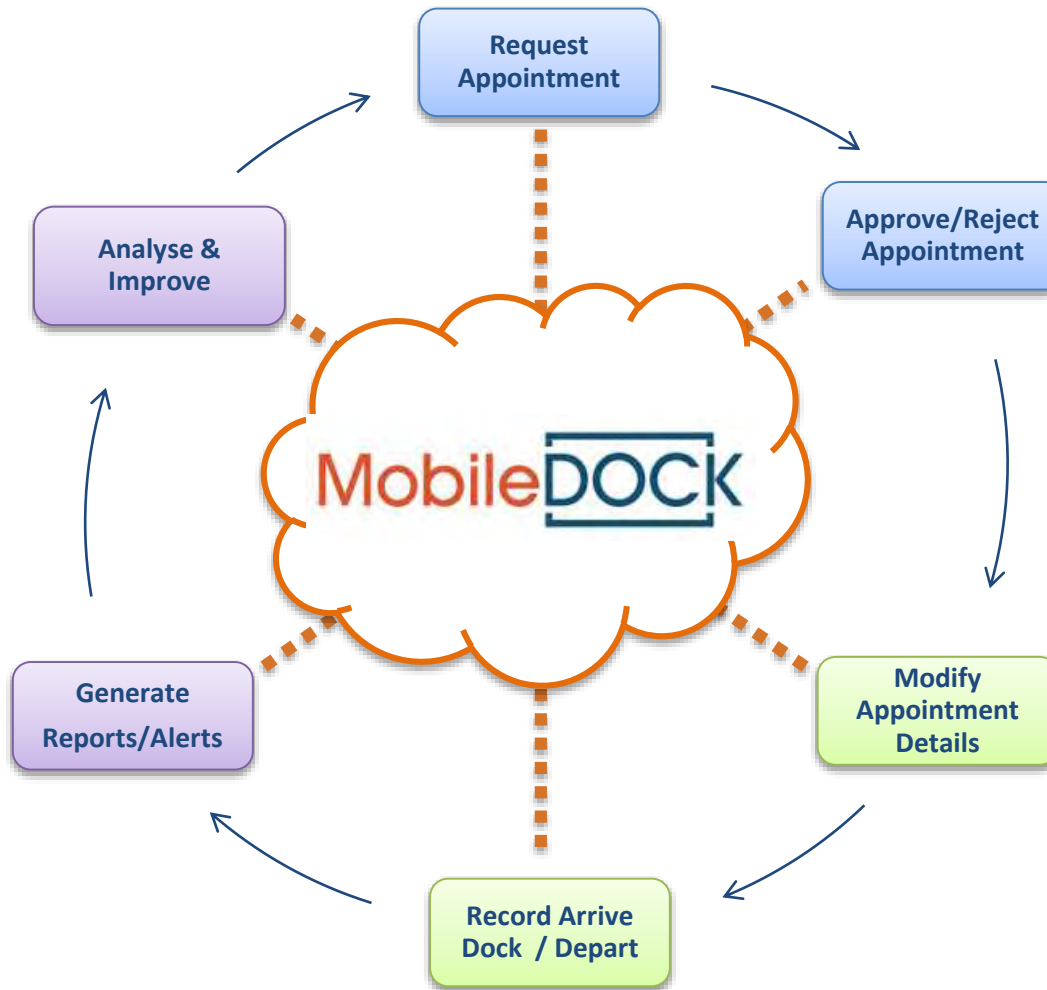 Request
Appointment
Approve/Reject
Appointment
Analyse &
Improve
MobileDOCK
Generate
Reports/Alerts
Modify
Appointment
Details
Record Arrive
Dock / Depart